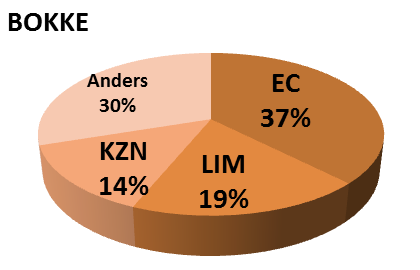 BOKKE
Anders
30%
EC
37%
KZN
14%
LIM
19%